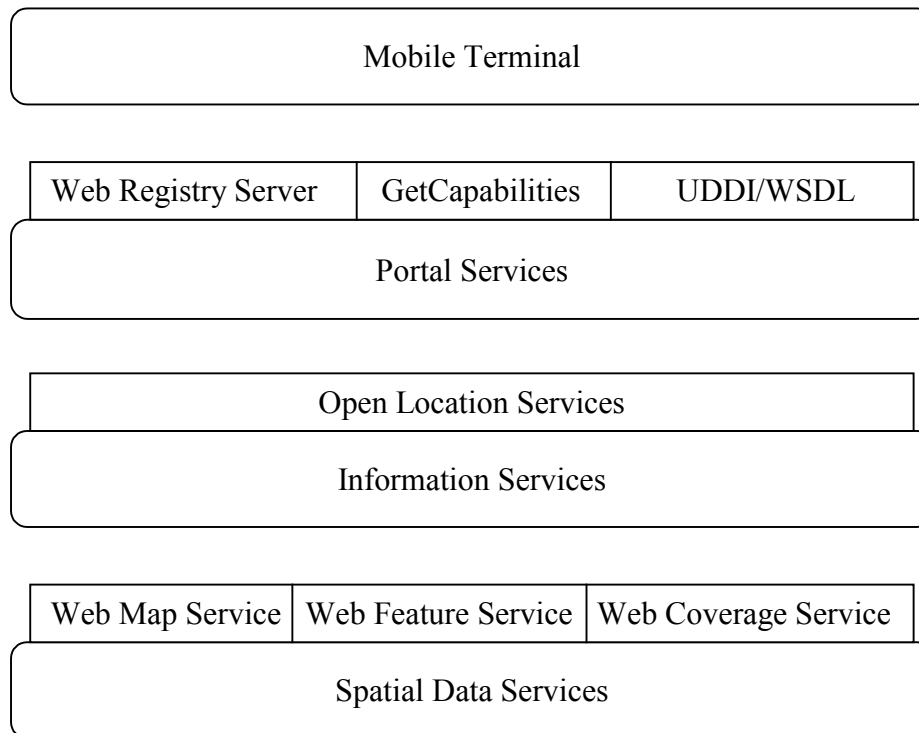 Mobile Terminal
Web Registry Server GetCapabilities UDDI/WSDL
Portal Services
Open Location Services
Information Services
Web Map Service Web Feature Service Web Coverage Service
Spatial Data Services